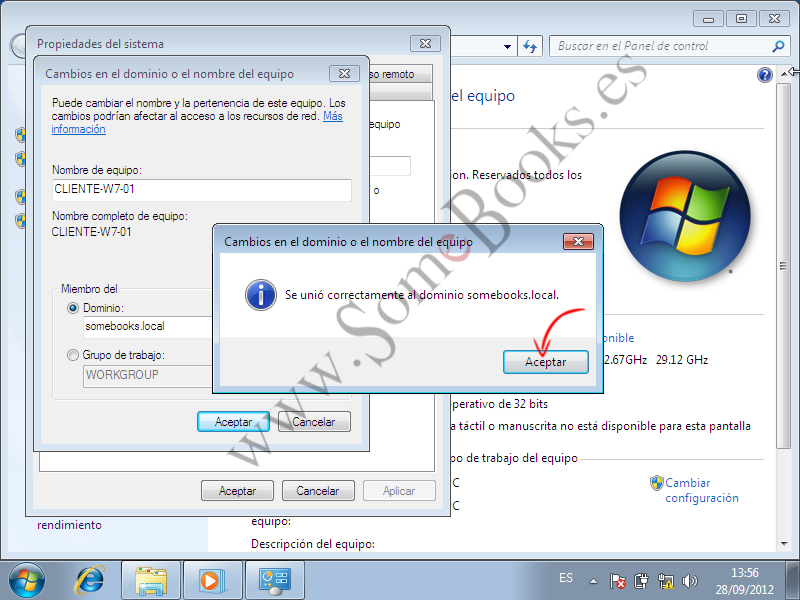 Propiedades del sistema
Buscar en el Panel de control
Cambios en el dominio o el nombre del equipo
so remoto
Puede cambiar el nombre y la pertenencia de este equipo. Los
cambios podrían afectar al acceso a los recursos de red. Más
información
el equipo
equipo
Nombre de equipo:
CLIENTE-W7-01
on. Reservados todos los
o
Nombre completo de equipo:
CLIENTE-W7-01
Cambios en el dominio o el nombre del equipo
Se unió correctamente al dominio somebooks.local.
Aceptar
Miembro del
Dominio:
somebooks.local
Grupo de trabajo:
WORKGROUP
Aceptar
Cancelar
onible
2.67GHz 29.12 GHz
perativo de 32 bits
a táctil o manuscrita no está disponible para esta pantalla
po de trabajo del equipo
C
C
Cambiar
configuración
Aceptar
Cancelar
Aplicar
rendimiento
equipo:
Descripción del equipo:
www.SomeBooks.es
ES
13:56
28/09/2012